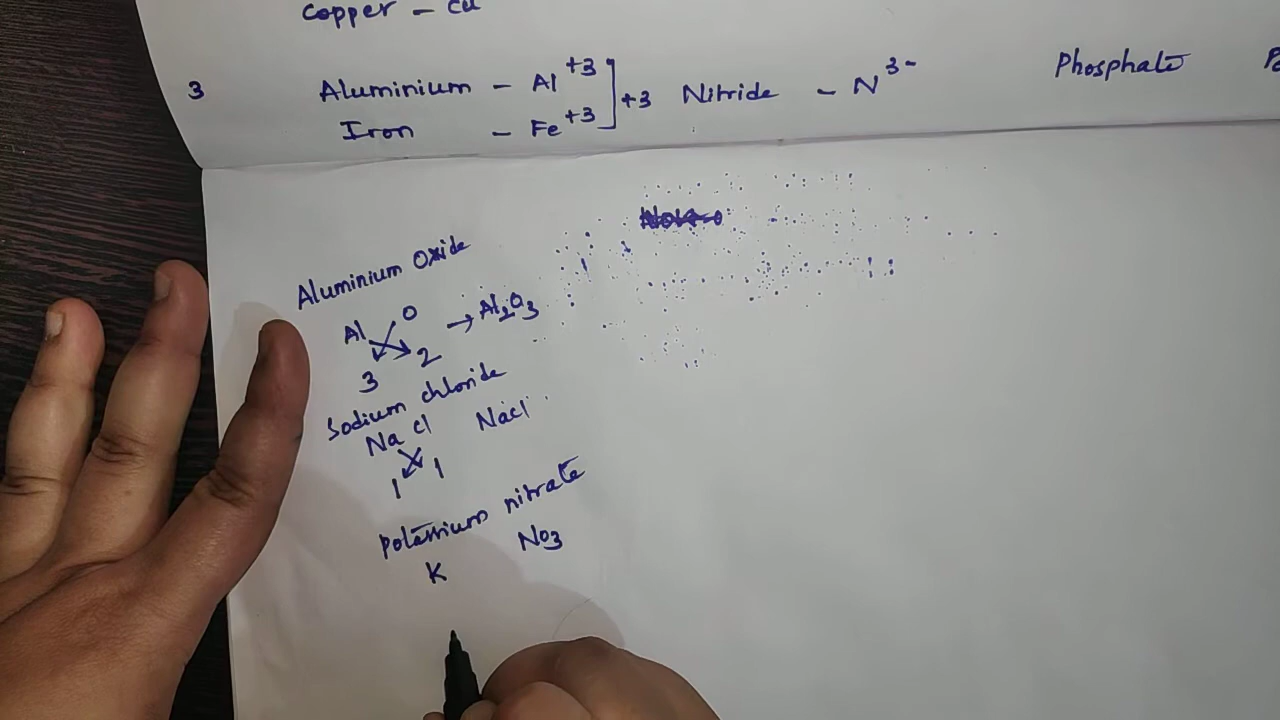 Copper – Cu
3 Aluminium – Al+3 ] +3 Nitride – N3- Phosphate
Iron – Fe+3
Aluminium Oxide
Al O → Al2O3
3 2
Sodium chloride
Na Cl Nacl
1 1
Potassium nitrate
K NO3